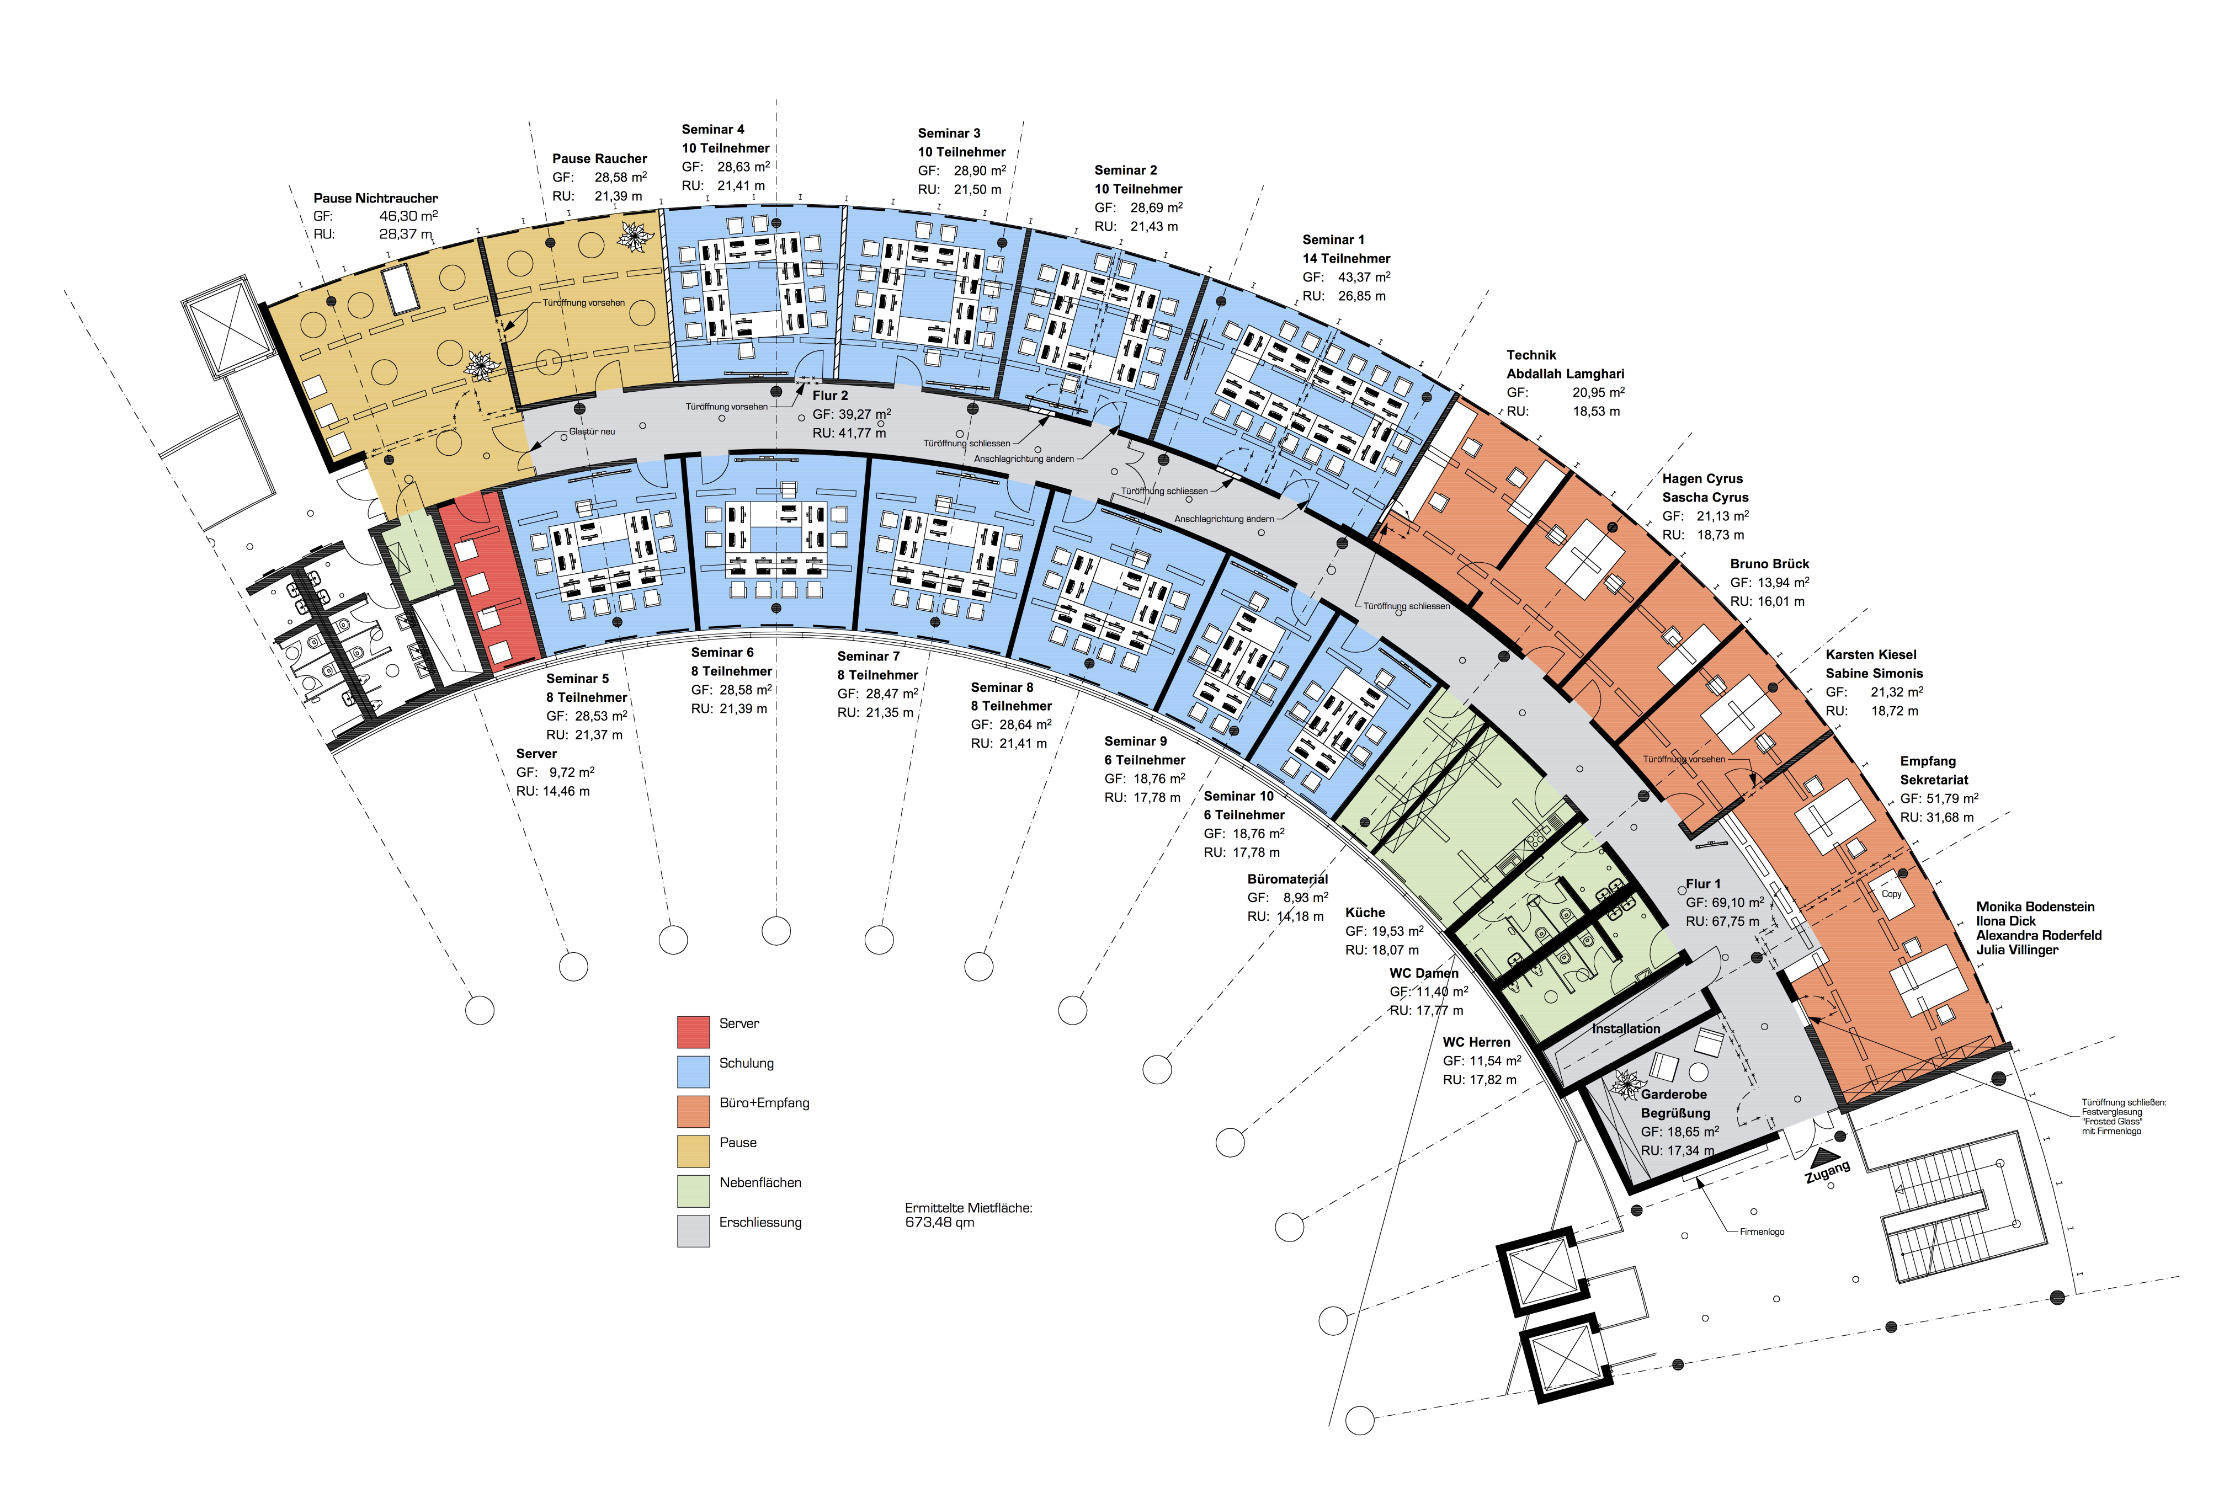 Seminar 4
10 Teilnehmer
GF: 28,63 m²
RU: 21,41 m
Seminar 3
10 Teilnehmer
GF: 28,90 m²
RU: 21,50 m
Pause Raucher
GF: 28,58 m²
RU: 21,39 m
Seminar 2
10 Teilnehmer
GF: 28,69 m²
RU: 21,43 m
Pause Nichtraucher
GF: 46,30 m²
RU: 28,37 m
Seminar 1
14 Teilnehmer
GF: 43,37 m²
RU: 26,85 m
Türöffnung vorsehen
Technik
Abdallah Lamghari
GF: 20,95 m²
RU: 18,53 m
Türöffnung vorsehen
Flur 2
GF: 39,27 m²
RU: 41,77 m
Glastür neu
Türöffnung schliessen
Anschlagrichtung ändern
Türöffnung schliessen
Anschlagrichtung ändern
Hagen Cyrus
Sascha Cyrus
GF: 21,13 m²
RU: 18,73 m
Bruno Brück
GF: 13,94 m²
RU: 16,01 m
Türöffnung schliessen
Karsten Kiesel
Sabine Simonis
GF: 21,32 m²
RU: 18,72 m
Seminar 6
8 Teilnehmer
GF: 28,58 m²
RU: 21,39 m
Seminar 7
8 Teilnehmer
GF: 28,47 m²
RU: 21,35 m
Seminar 5
8 Teilnehmer
GF: 28,53 m²
RU: 21,37 m
Seminar 8
8 Teilnehmer
GF: 28,64 m²
RU: 21,41 m
Server
GF: 9,72 m²
RU: 14,46 m
Seminar 9
6 Teilnehmer
GF: 18,76 m²
RU: 17,78 m
Türöffnung vorsehen
Empfang
Sekretariat
GF: 51,79 m²
RU: 31,68 m
Seminar 10
6 Teilnehmer
GF: 18,76 m²
RU: 17,78 m
Büromaterial
GF: 8,93 m²
RU: 14,18 m
Flur 1
GF: 69,10 m²
RU: 67,75 m
Copy
Küche
GF: 19,53 m²
RU: 18,07 m
Monika Bodenstein
Ilona Dick
Alexandra Roderfeld
Julia Villinger
WC Damen
GF: 11,40 m²
RU: 17,77 m
Installation
WC Herren
GF: 11,54 m²
RU: 17,82 m
Garderobe
Begrüßung
GF: 18,65 m²
RU: 17,34 m
Türöffnung schließen:
Festverglasung
"Frosted Glass"
mit Firmenlogo
Zugang
Firmenlogo
Server
Schulung
Büro+Empfang
Pause
Nebenflächen
Erschliessung
Ermittelte Mietfläche:
673,48 qm